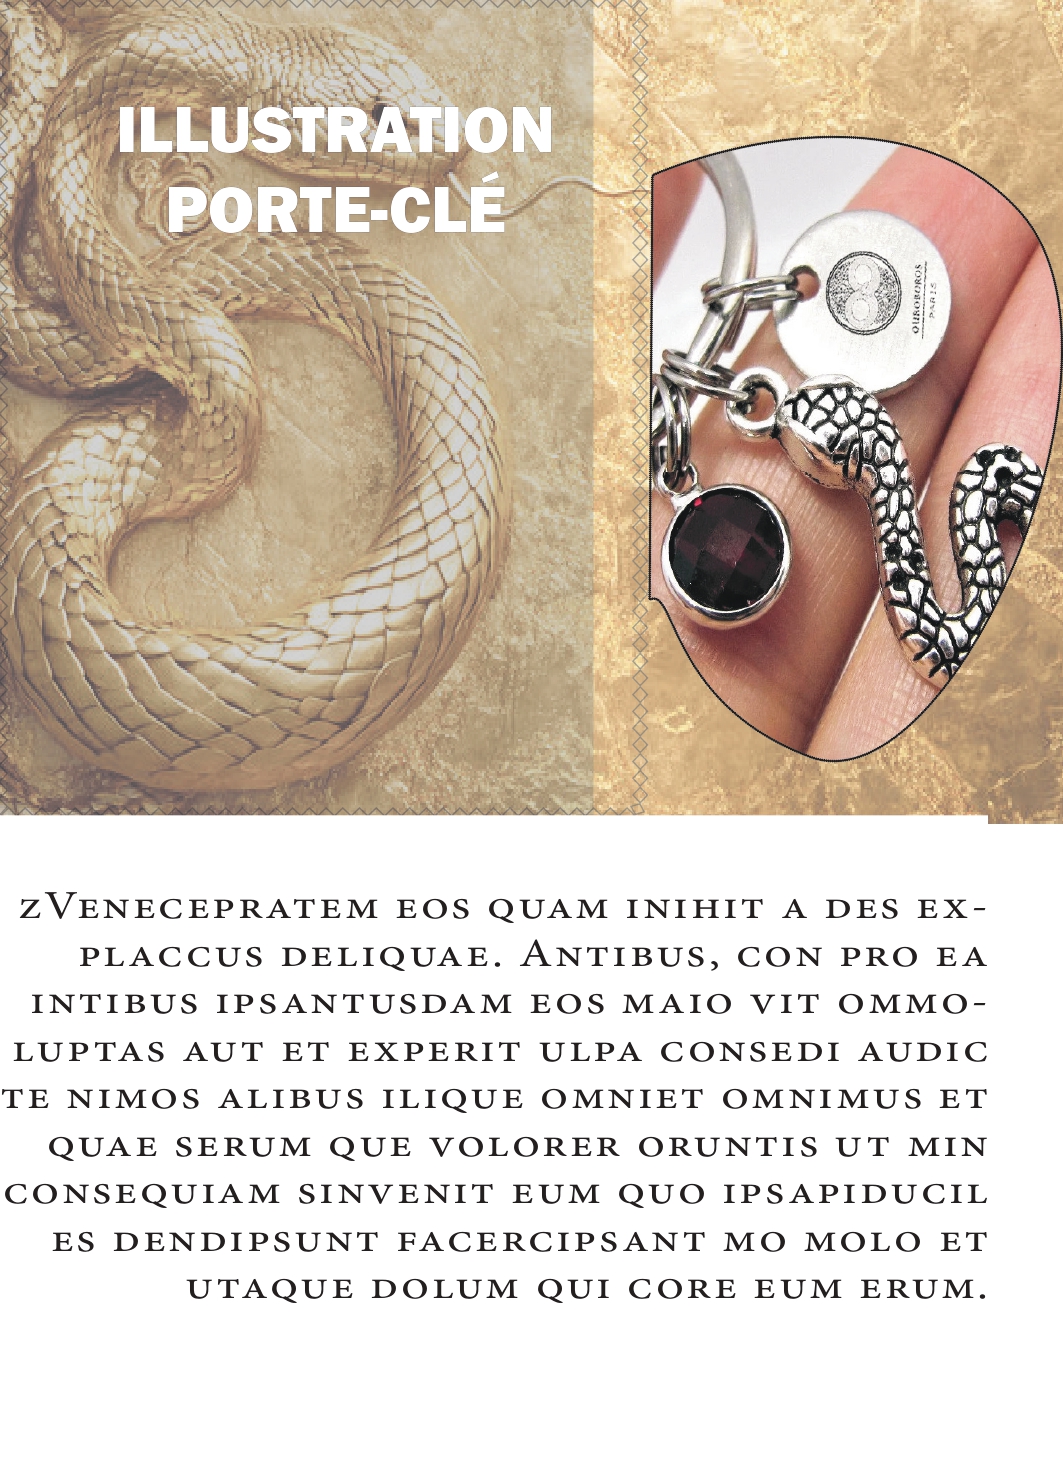 ILLUSTRATION
PORTE-CLÉ
OUROBOROS
PARIS
zVenecepratem eos quam inihit a des ex-
placcus deliquae. Antibus, con pro ea
intibus ipsantusdam eos maio vit ommo-
luptas aut et experit ulpa consedi audic
te nimos alibus ilique omniet omnimus et
quae serum que volorer oruntis ut min
consequiam sinvenit eum quo ipsapiducil
es dendipsunt facercipsant mo molo et
utaque dolum qui core eum erum.